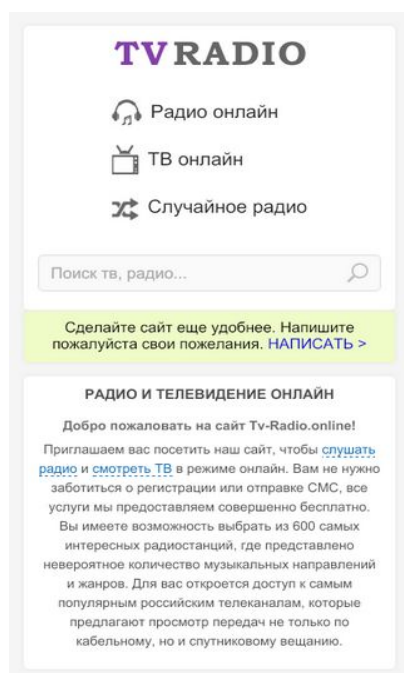 TVRADIO
Радио онлайн
ТВ онлайн
Случайное радио
Поиск тв, радио...
Сделайте сайт еще удобнее. Напишите
пожалуйста свои пожелания. НАПИСАТЬ >
РАДИО И ТЕЛЕВИДЕНИЕ ОНЛАЙН
Добро пожаловать на сайт Tv-Radio.online!
Приглашаем вас посетить наш сайт, чтобы слушать
радио и смотреть ТВ в режиме онлайн. Вам не нужно
заботиться о регистрации или отправке СМС, все
услуги мы предоставляем совершенно бесплатно.
Вы имеете возможность выбрать из 600 самых
интересных радиостанций, где представлено
невероятное количество музыкальных направлений
и жанров. Для вас откроется доступ к самым
популярным российским телеканалам, которые
предлагают просмотр передач не только по
кабельному, но и спутниковому вещанию.